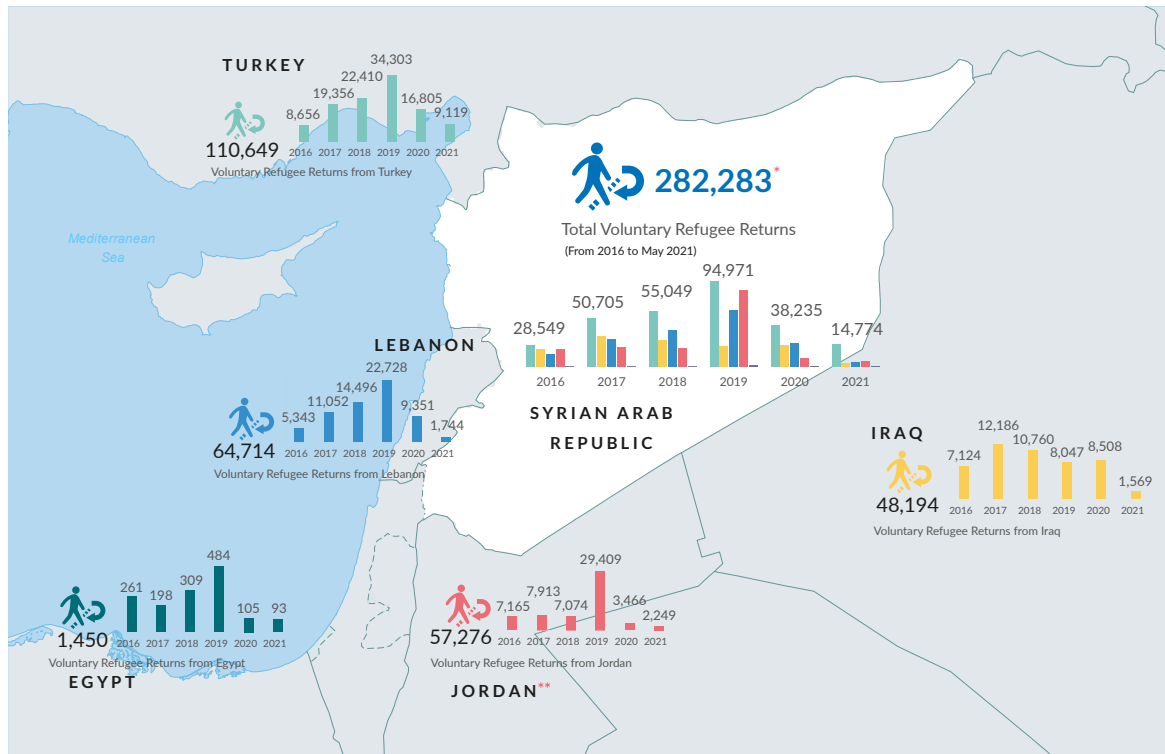 TURKEY
34,303
22,410
19,356
16,805
8,656
9,119
2016 2017 2018 2019 2020 2021
110,649
Voluntary Refugee Returns from Turkey
282,283*
Total Voluntary Refugee Returns
(From 2016 to May 2021)
94,971
55,049
50,705
38,235
28,549
14,774
2016 2017 2018 2019 2020 2021
SYRIAN ARAB
REPUBLIC
Mediterranean
Sea
LEBANON
22,728
14,496
11,052
9,351
5,343
1,744
2016 2017 2018 2019 2020 2021
64,714
Voluntary Refugee Returns from Lebanon
IRAQ
12,186
10,760
7,124
8,047
8,508
1,569
2016 2017 2018 2019 2020 2021
48,194
Voluntary Refugee Returns from Iraq
484
309
261
198
105
93
2016 2017 2018 2019 2020 2021
1,450
Voluntary Refugee Returns from Egypt
EGYPT
29,409
7,913
7,165
7,074
3,466
2,249
2016 2017 2018 2019 2020 2021
57,276
Voluntary Refugee Returns from Jordan
JORDAN**